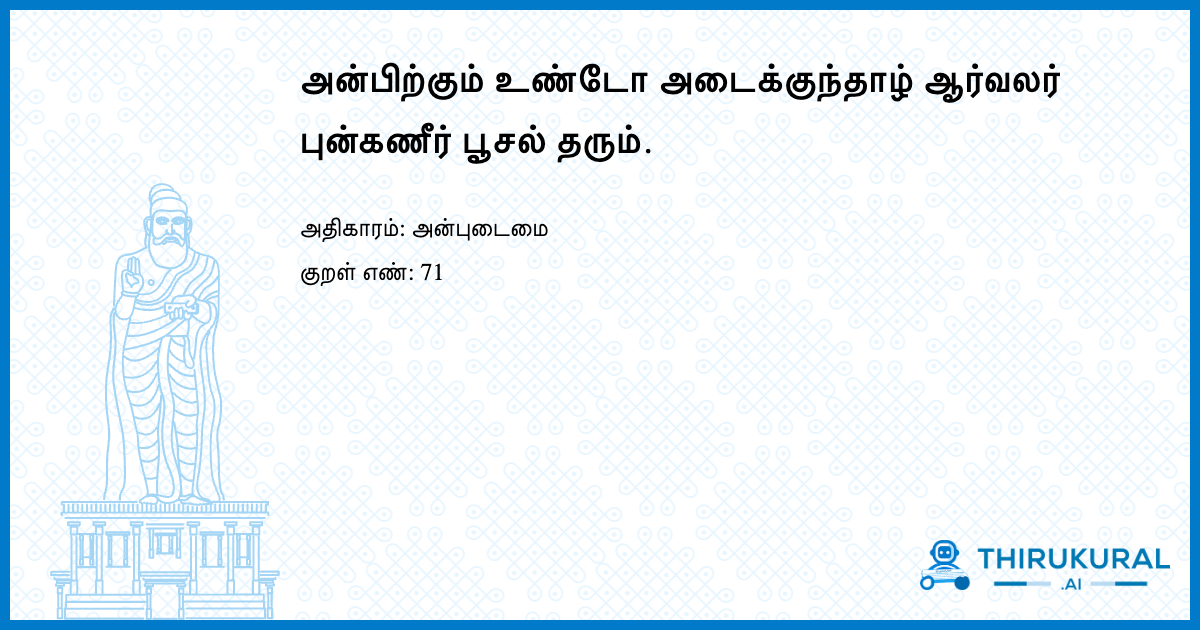 அன்பிற்கும் உண்டோ அடைக்குந்தாழ் ஆர்வலர்
புன்கணீர் பூசல் தரும்.
அதிகாரம்: அன்புடைமை
குறள் எண்: 71
THIRUKURAL
.AI